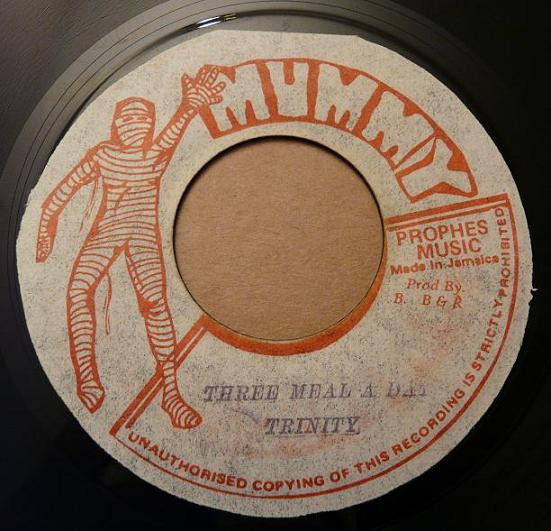 MUMMY
PROPHES
MUSIC
Made In Jamaica
Prod By.
B. B & R
THREE MEAL A DAY
TRINITY
UNAUTHORISED COPYING OF THIS RECORDING IS STRICTLY PROHIBITED